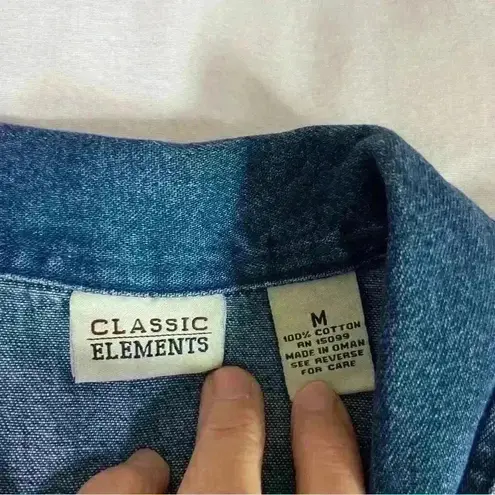 CLASSIC
ELEMENTS
M
100% COTTON
RN 15099
MADE IN OMAN
SEE REVERSE
FOR CARE